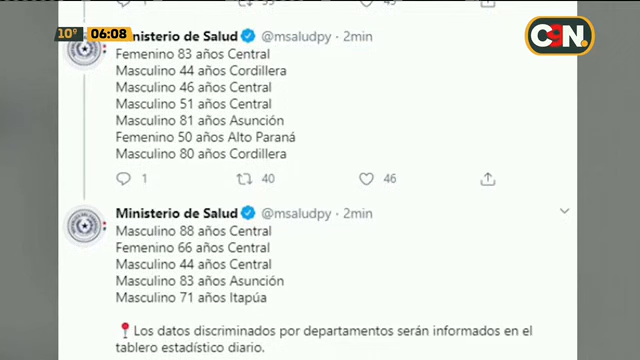 10° 06:08
C9N.
Ministerio de Salud @msaludpy · 2min
Femenino 83 años Central
Masculino 44 años Cordillera
Masculino 46 años Central
Masculino 51 años Central
Masculino 81 años Asunción
Femenino 50 años Alto Paraná
Masculino 80 años Cordillera
1 40 46
Ministerio de Salud @msaludpy · 2min
Masculino 88 años Central
Femenino 66 años Central
Masculino 44 años Central
Masculino 83 años Asunción
Masculino 71 años Itapúa
📍Los datos discriminados por departamentos serán informados en el
tablero estadístico diario.